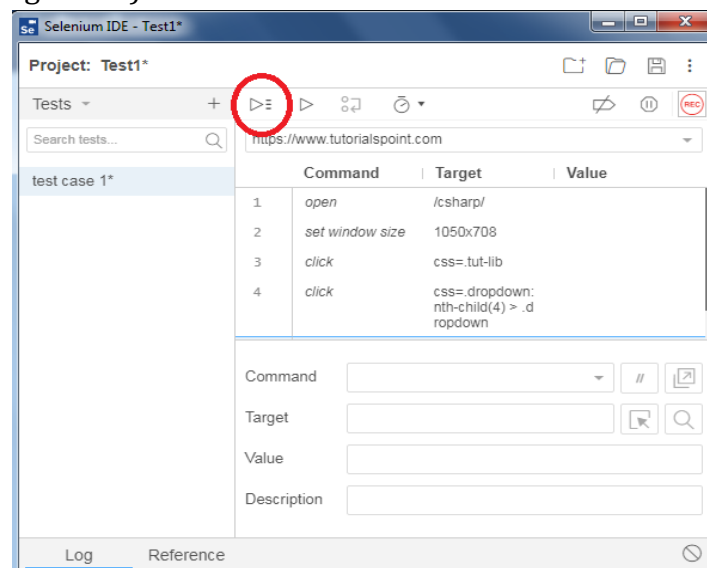 Se Selenium IDE - Test1*
Project: Test1*
Tests
REC
Search tests...
https://www.tutorialspoint.com
test case 1*
Command Target Value
1 open /csharp/
2 set window size 1050x708
3 click css=.tut-lib
4 click css=.dropdown:
nth-child(4) > .d
ropdown
Command
//
Target
Value
Description
Log Reference